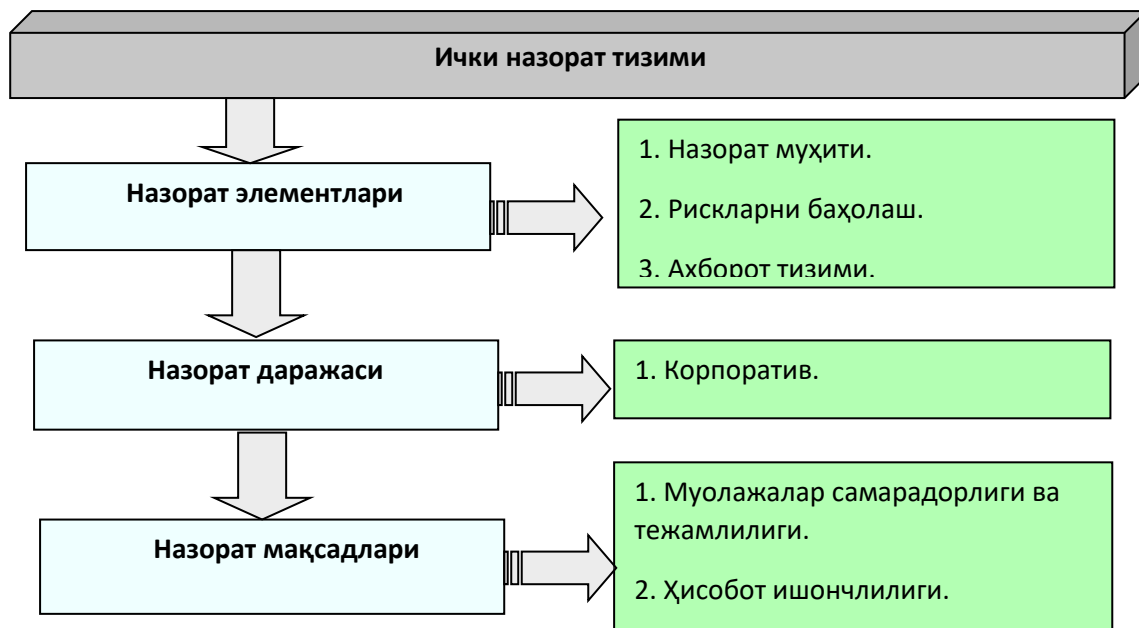 Ички назорат тизими
Назорат элементлари
1. Назорат муҳити.
2. Рискларни баҳолаш.
3. Ахборот тизими.
Назорат даражаси
1. Корпоратив.
Назорат мақсадлари
1. Муолажалар самарадорлиги ва
тежамлилиги.
2. Ҳисобот ишончлилиги.